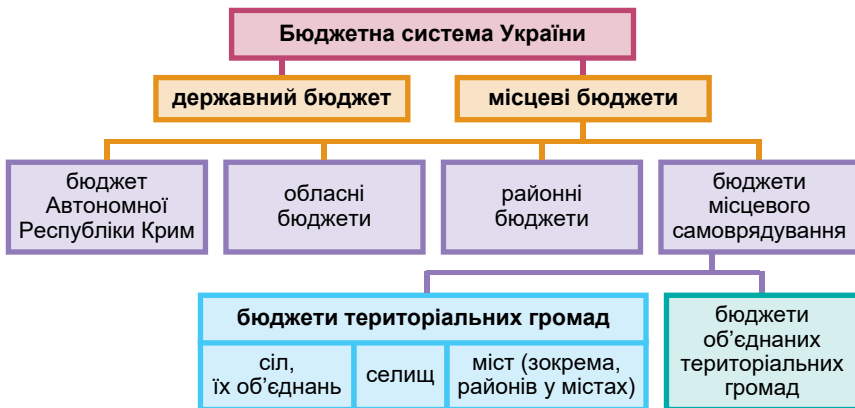 Бюджетна система України
державний бюджет
місцеві бюджети
бюджет
Автономної
Республіки Крим
обласні
бюджети
районні
бюджети
бюджети
місцевого
самоврядування
бюджети територіальних громад
сіл,
їх об’єднань
селищ
міст (зокрема,
районів у містах)
бюджети
об’єднаних
територіальних
громад